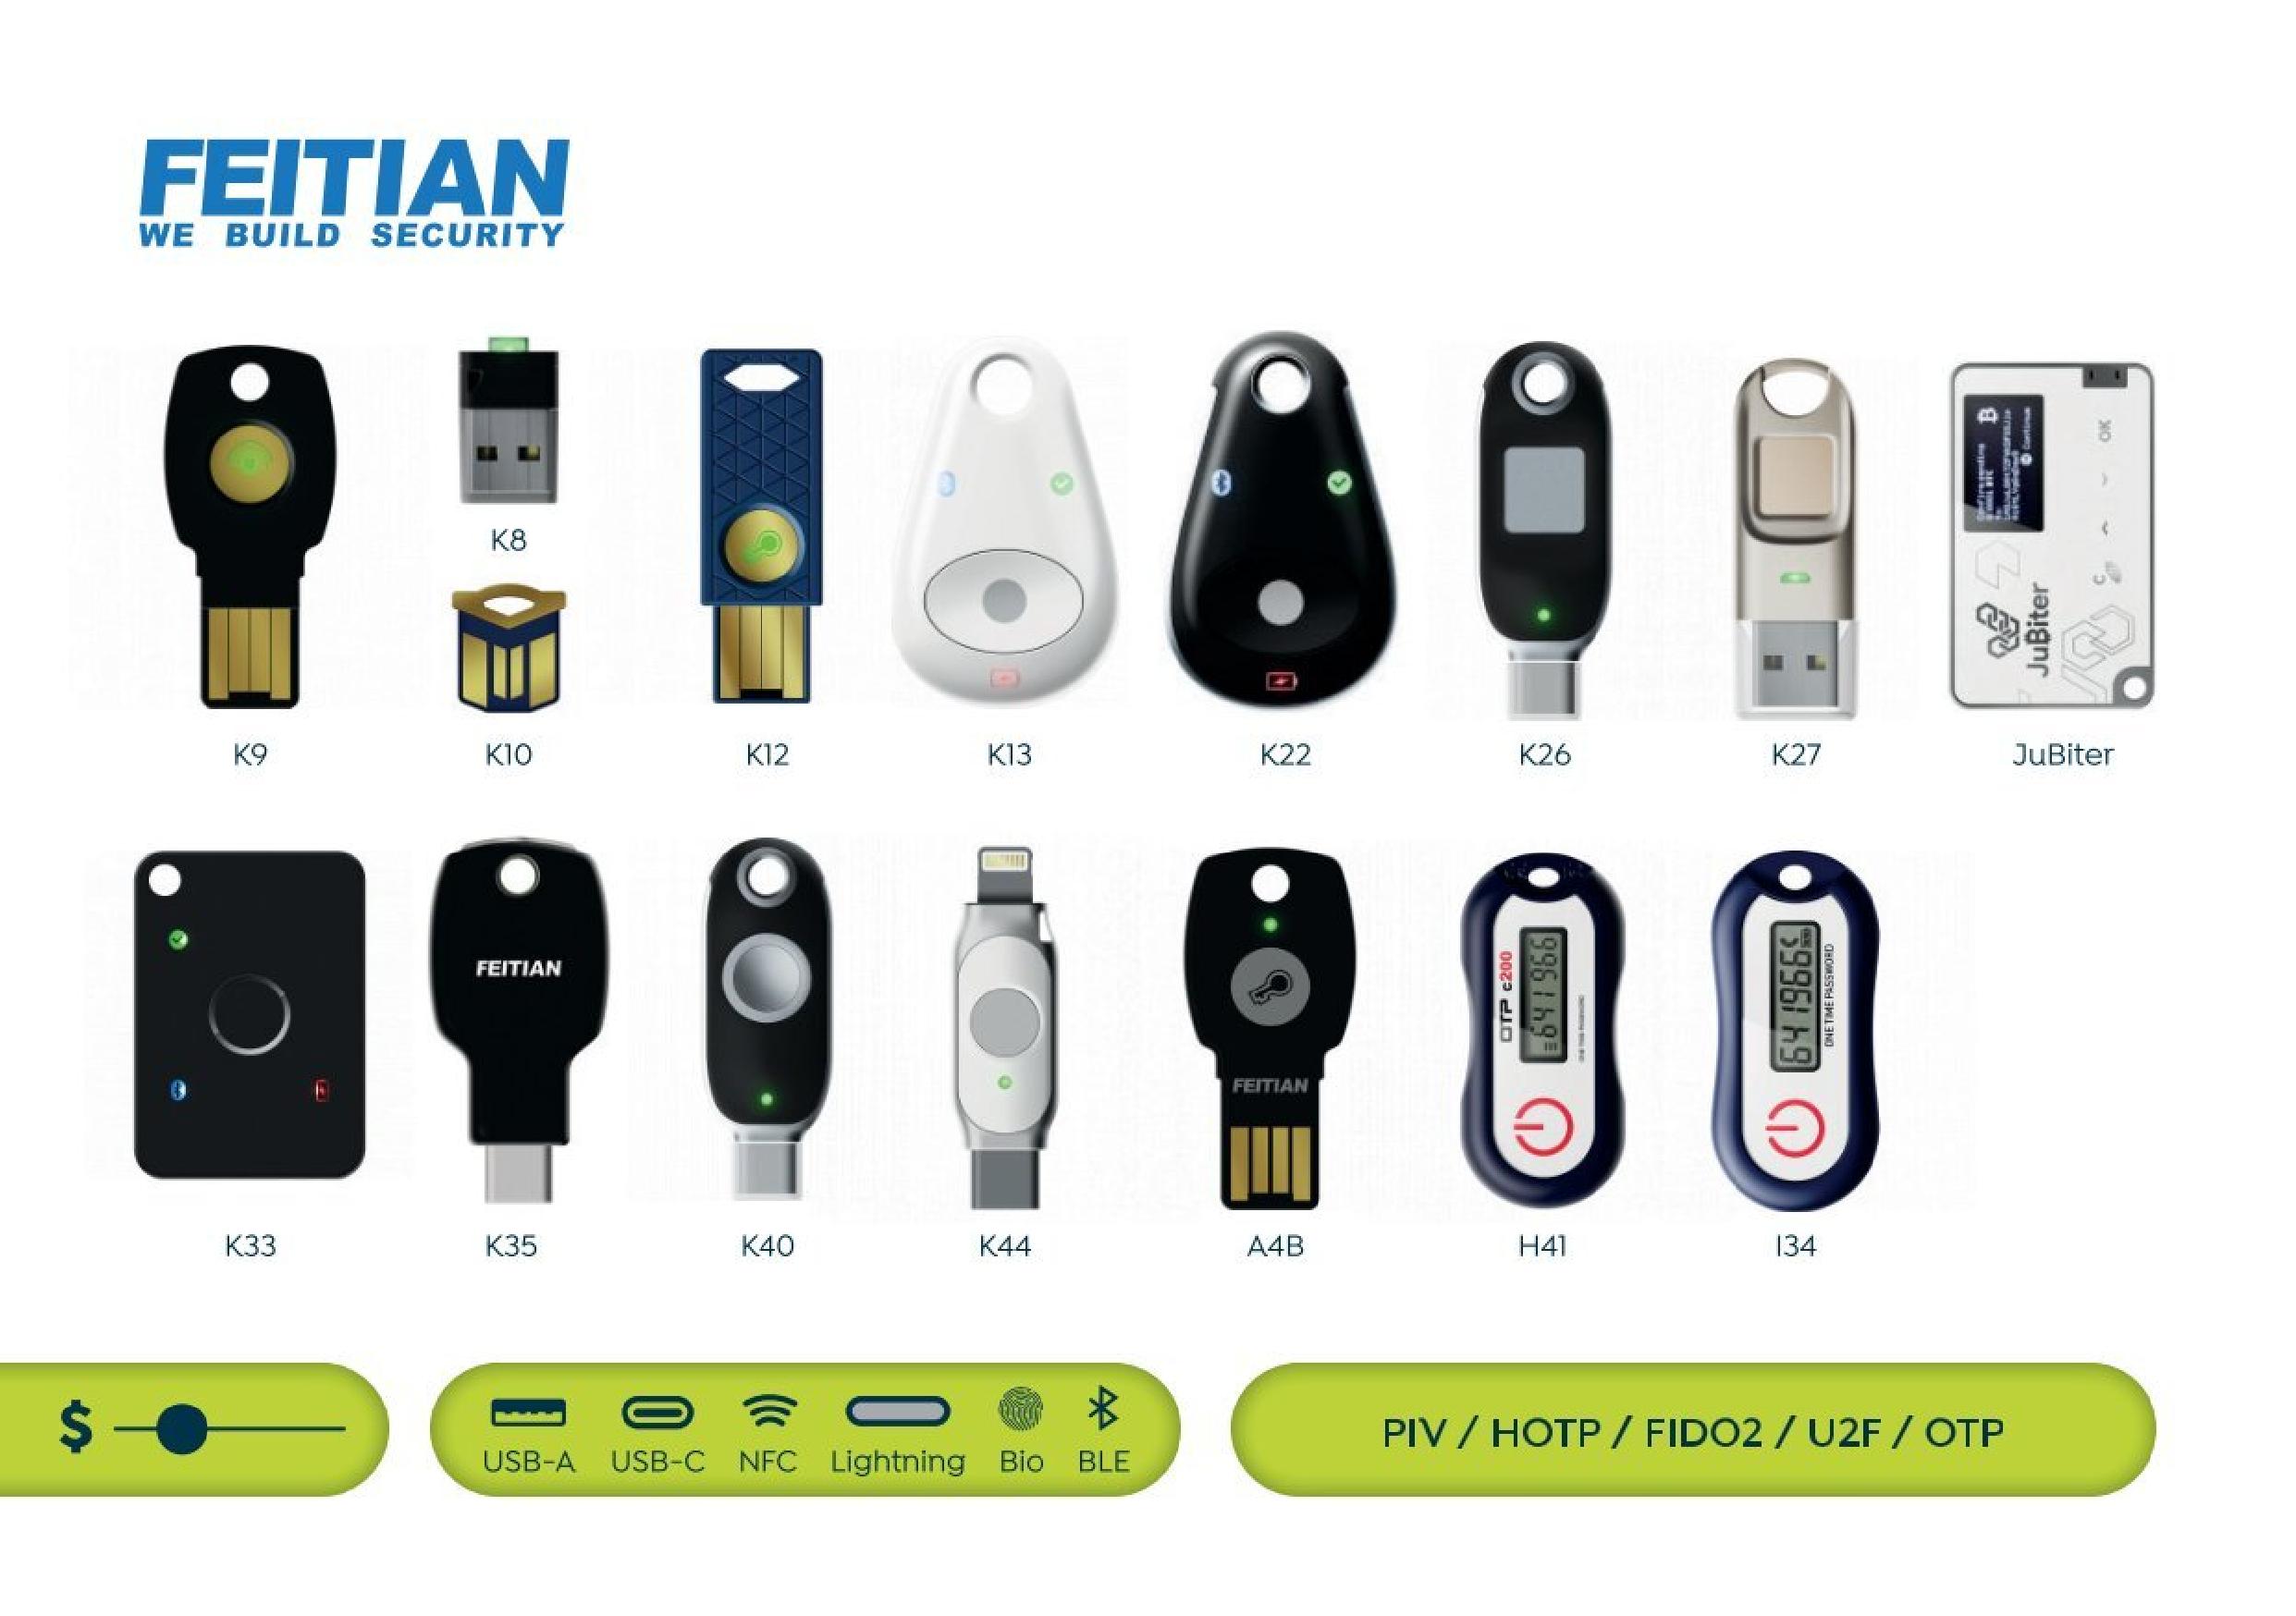 FEITIAN
WE BUILD SECURITY
K9
K8
K10
K12
K13
K22
K26
K27
OK
JuBiter
JuBiter
FEITIAN
FEITIAN
OTP c200
641966
641966
ONE TIME PASSWORD
K33
K35
K40
K44
A4B
H41
I34
$
USB-A
USB-C
NFC
Lightning
Bio
BLE
PIV / HOTP / FIDO2 / U2F / OTP